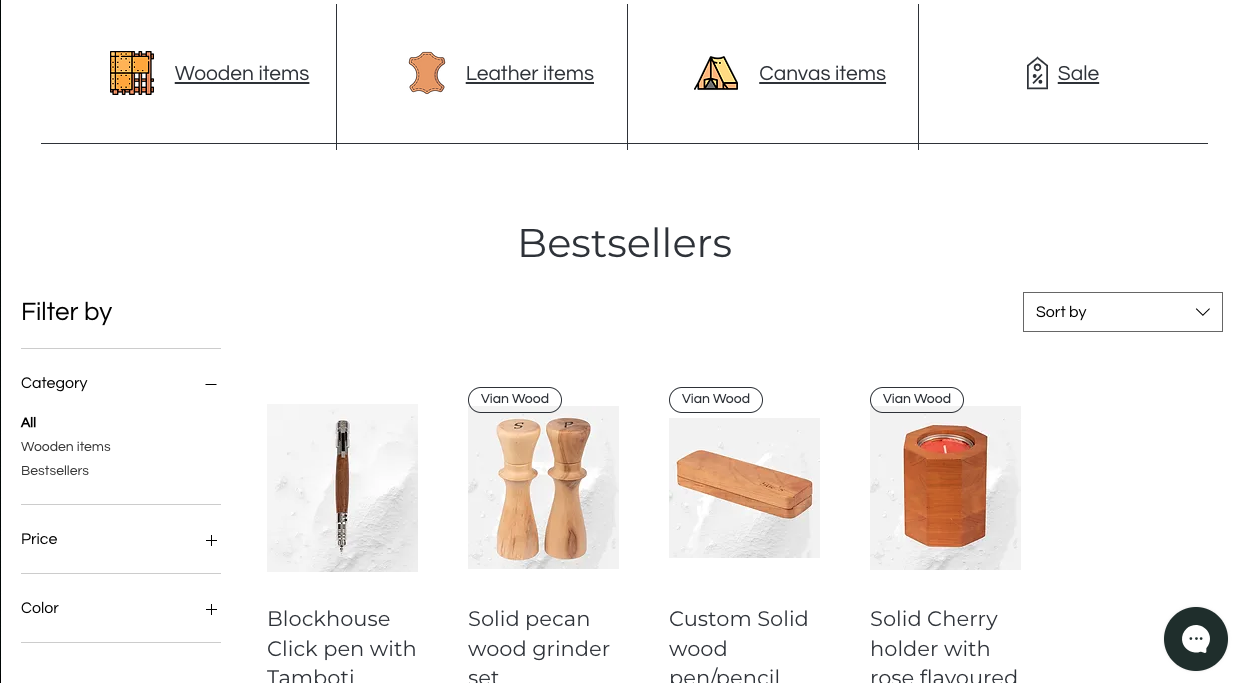 Wooden items
Leather items
Canvas items
Sale
Bestsellers
Filter by
Sort by
Category
All
Wooden items
Bestsellers
Price
Color
Blockhouse
Click pen with
Tamboti
Vian Wood
S P
Solid pecan
wood grinder
set
Vian Wood
Custom Solid
wood
pen/pencil
Vian Wood
Solid Cherry
holder with
rose flavoured